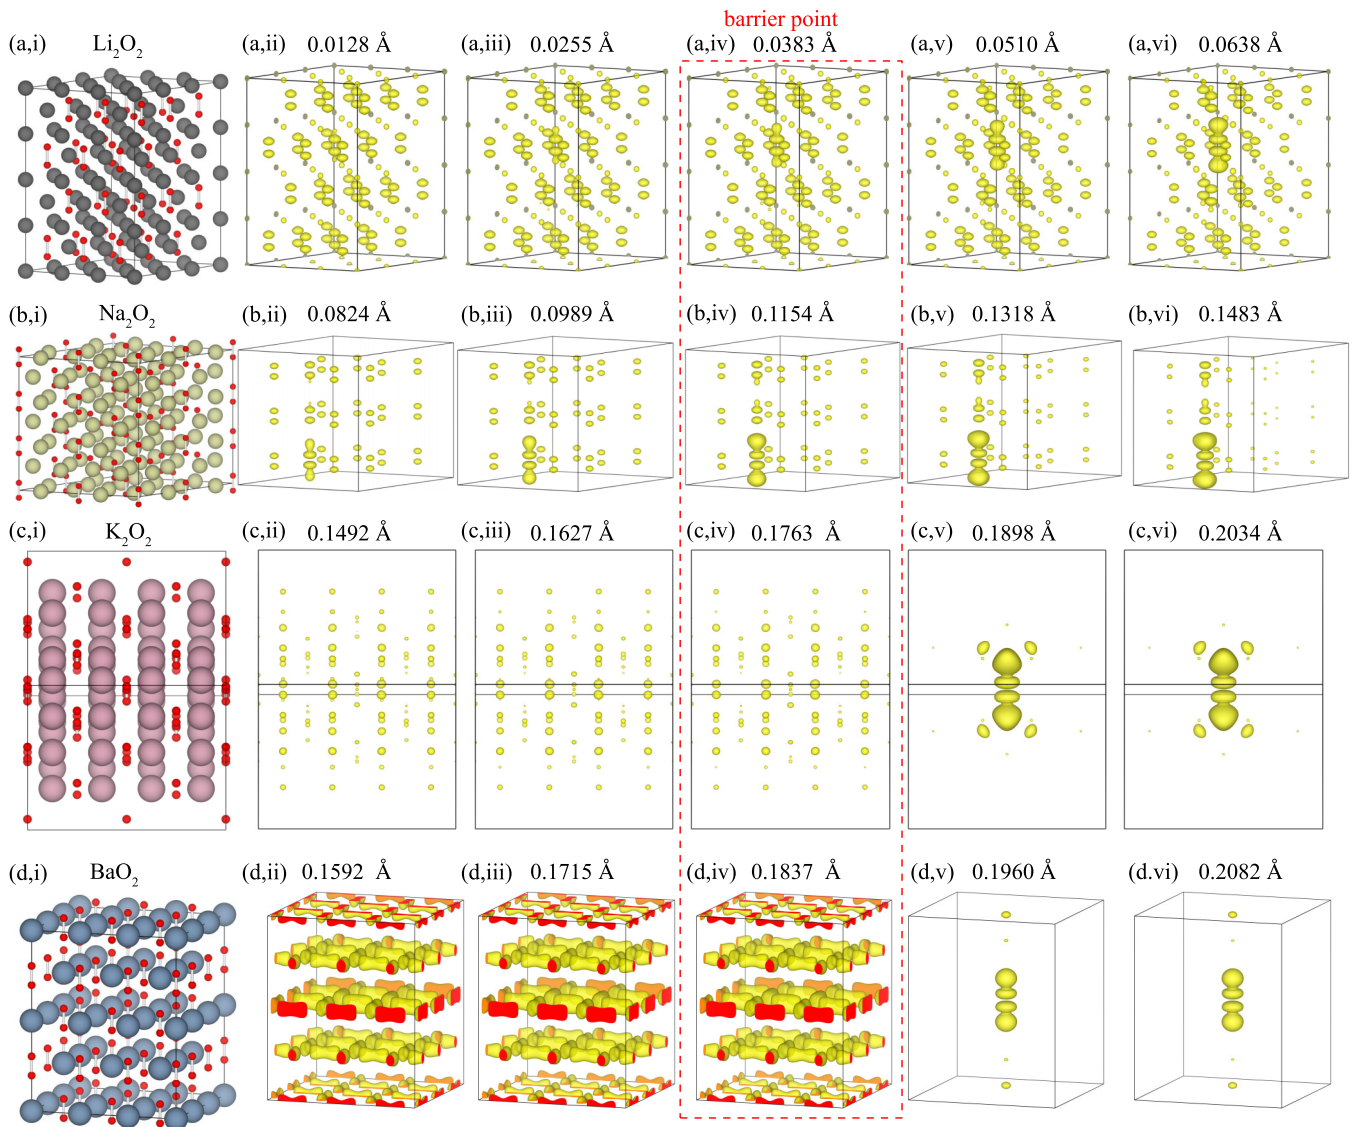 barrier point
(a,i) Li₂O₂ (a,ii) 0.0128 Å (a,iii) 0.0255 Å (a,iv) 0.0383 Å (a,v) 0.0510 Å (a,vi) 0.0638 Å
(b,i) Na₂O₂ (b,ii) 0.0824 Å (b,iii) 0.0989 Å (b,iv) 0.1154 Å (b,v) 0.1318 Å (b,vi) 0.1483 Å
(c,i) K₂O₂ (c,ii) 0.1492 Å (c,iii) 0.1627 Å (c,iv) 0.1763 Å (c,v) 0.1898 Å (c,vi) 0.2034 Å
(d,i) BaO₂ (d,ii) 0.1592 Å (d,iii) 0.1715 Å (d,iv) 0.1837 Å (d,v) 0.1960 Å (d.vi) 0.2082 Å